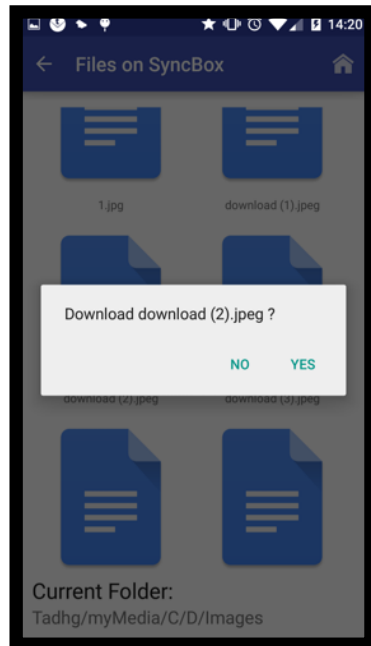 14:20
Files on SyncBox
1.jpg
download (1).jpeg
Download download (2).jpeg ?
NO YES
download (2).jpeg
download (3).jpeg
Current Folder:
Tadhg/myMedia/C/D/Images